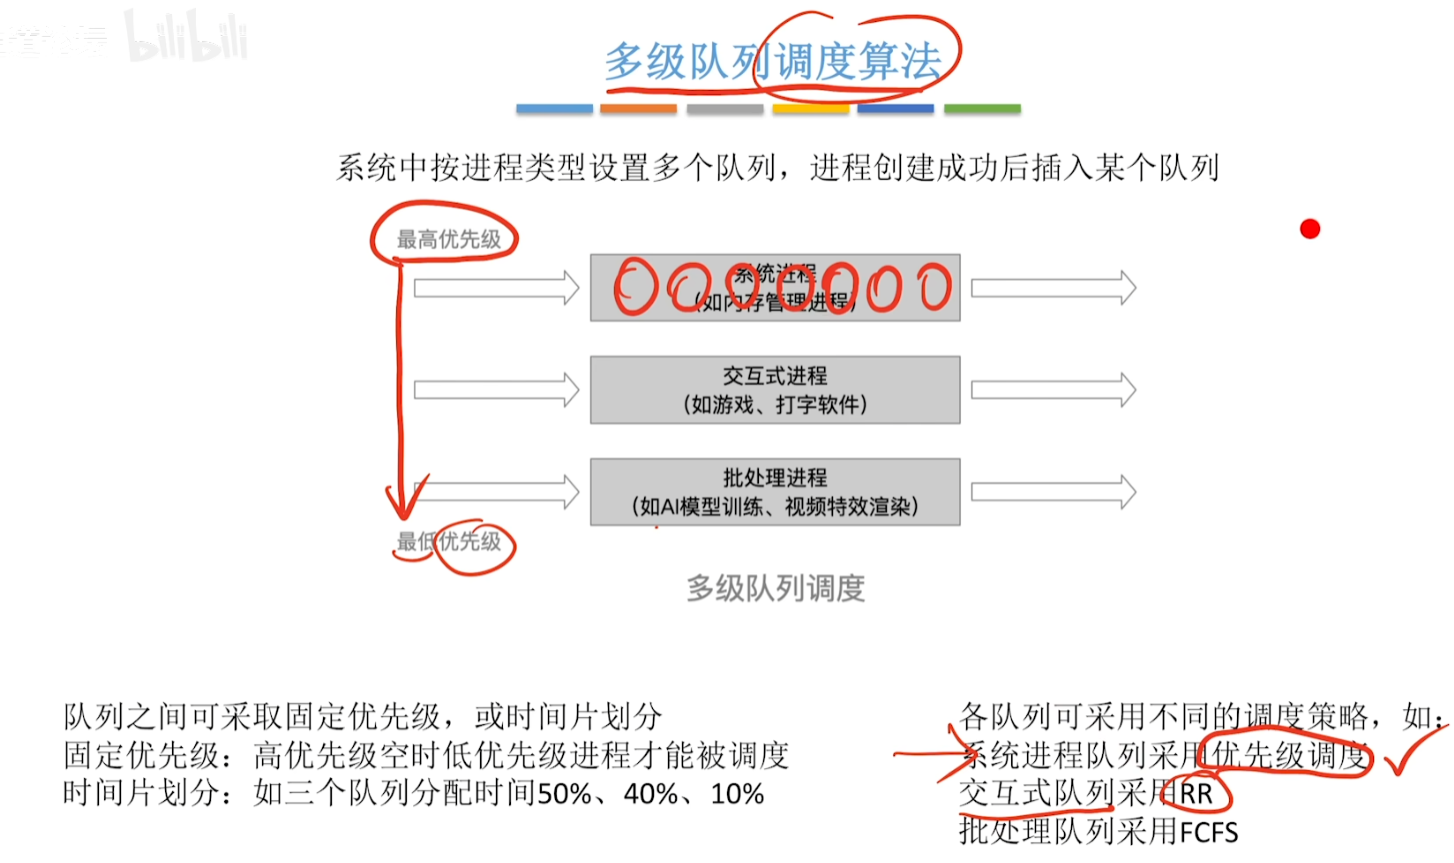 bilibili
多级队列调度算法
系统中按进程类型设置多个队列，进程创建成功后插入某个队列
最高优先级
系统进程
（如内存管理进程）
交互式进程
（如游戏、打字软件）
批处理进程
（如AI模型训练、视频特效渲染）
最低优先级
多级队列调度
队列之间可采取固定优先级，或时间片划分
固定优先级：高优先级空时低优先级进程才能被调度
时间片划分：如三个队列分配时间50%、40%、10%
各队列可采用不同的调度策略，如：
系统进程队列采用优先级调度
交互式队列采用RR
批处理队列采用FCFS